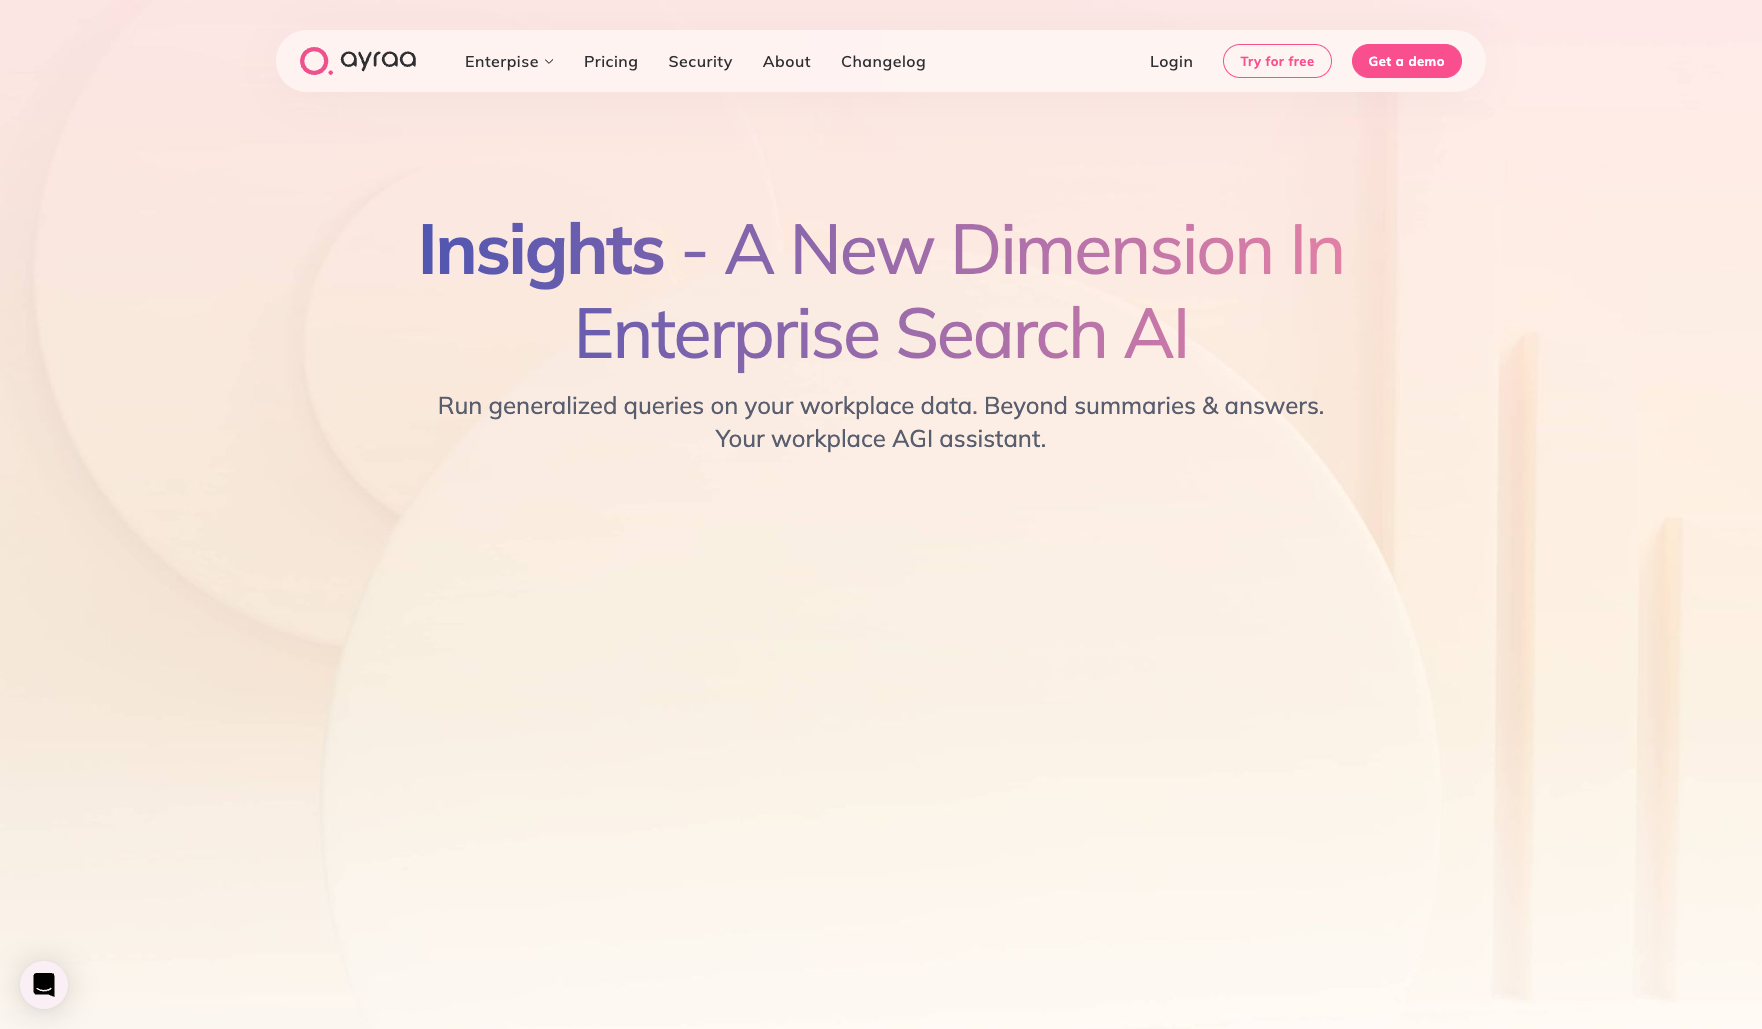 ayraa
Enterpise
Pricing
Security
About
Changelog
Login
Try for free
Get a demo
Insights - A New Dimension In
Enterprise Search AI
Run generalized queries on your workplace data. Beyond summaries & answers.
Your workplace AGI assistant.